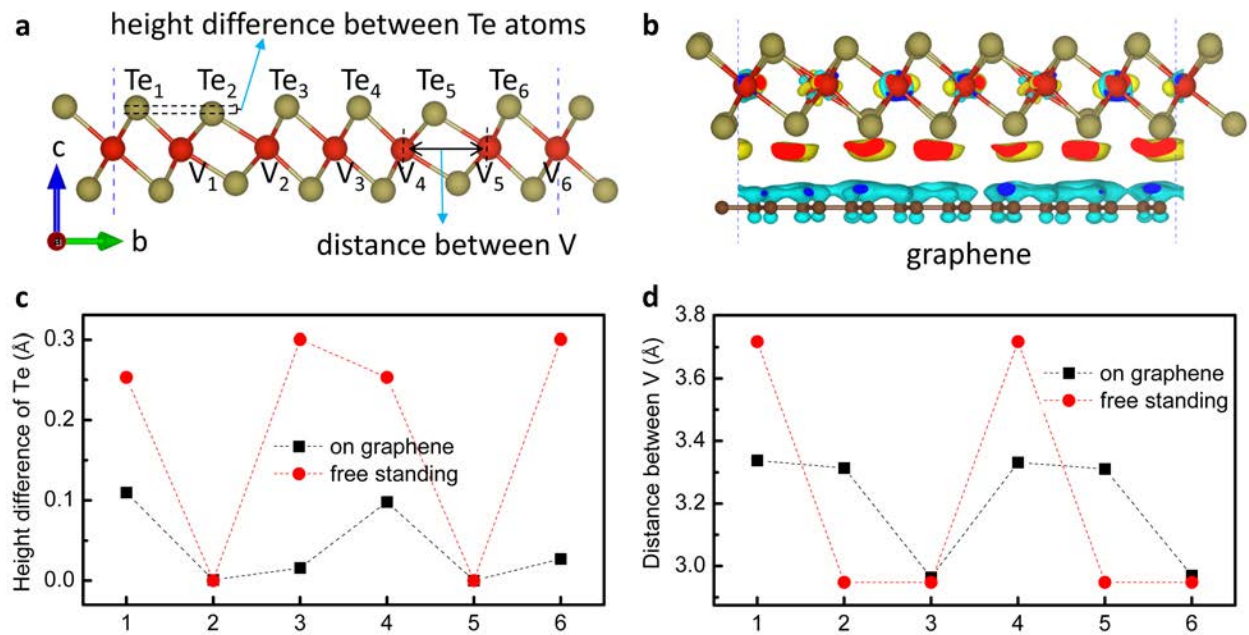 a
height difference between Te atoms
Te1 Te2 Te3 Te4 Te5 Te6
c
V1 V2 V3 V4 V5 V6
a b
distance between V
b
graphene
c
Height difference of Te (Å)
0.3
0.2
0.1
0.0
on graphene
free standing
1 2 3 4 5 6
d
Distance between V (Å)
3.8
3.6
3.4
3.2
3.0
on graphene
free standing
1 2 3 4 5 6